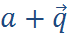 a + q⃗